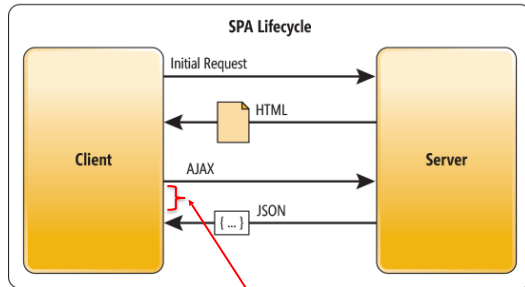 SPA Lifecycle
Initial Request
HTML
Client
Server
AJAX
JSON
{ ... }